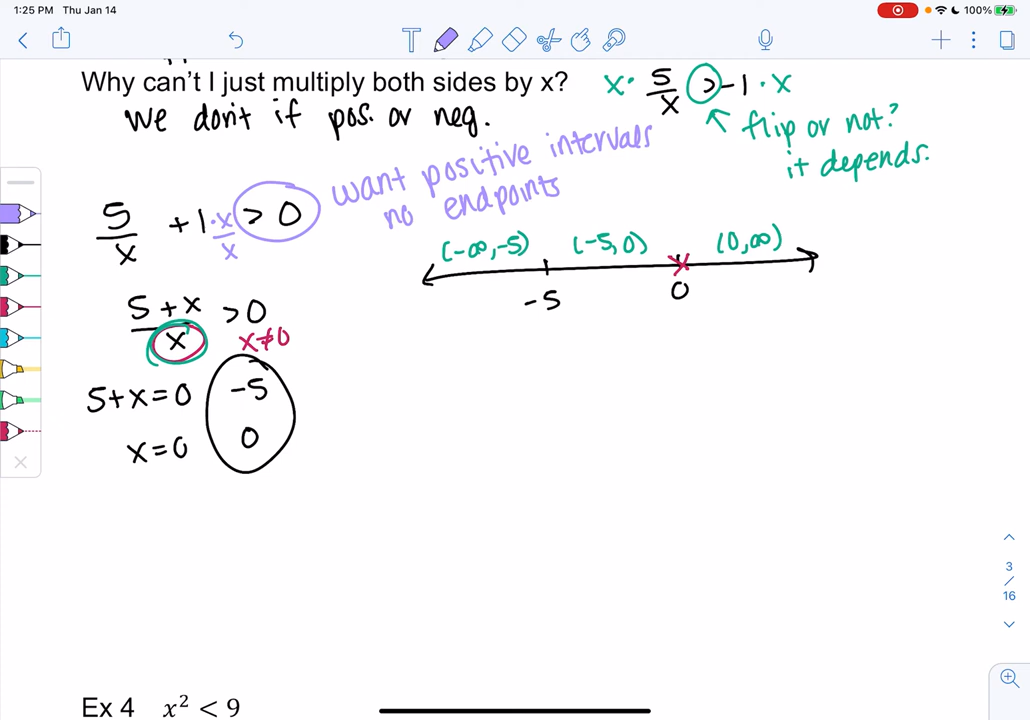 1:25 PM Thu Jan 14
100%
Why can't I just multiply both sides by x?
x · 5/x > -1 · x
We don't if pos. or neg.
flip or not?
it depends.
want positive intervals
no endpoints
5/x + 1 · x/x > 0
(-∞, -5) (-5, 0) (0, ∞)
-5 0
5 + x / x > 0
x ≠ 0
5 + x = 0 -5
x = 0 0
3
/
16
Ex 4 x² < 9